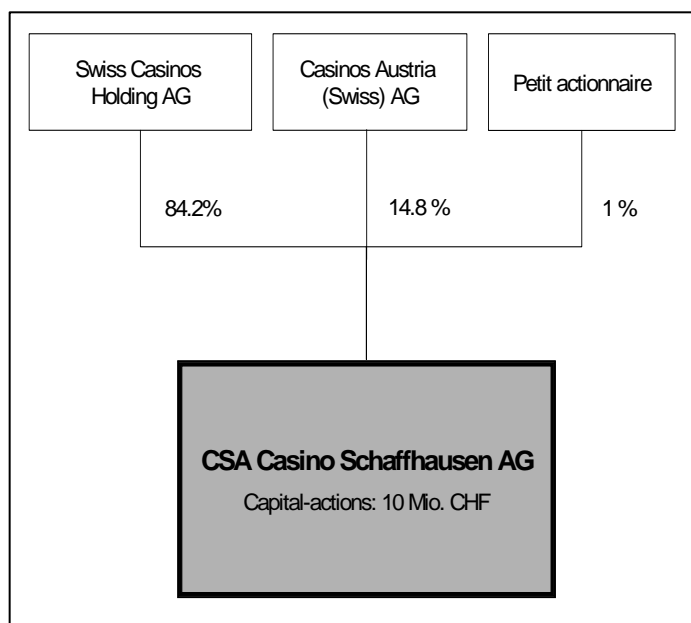 Swiss Casinos
Holding AG
Casinos Austria
(Swiss) AG
Petit actionnaire
84.2%
14.8 %
1 %
CSA Casino Schaffhausen AG
Capital-actions: 10 Mio. CHF